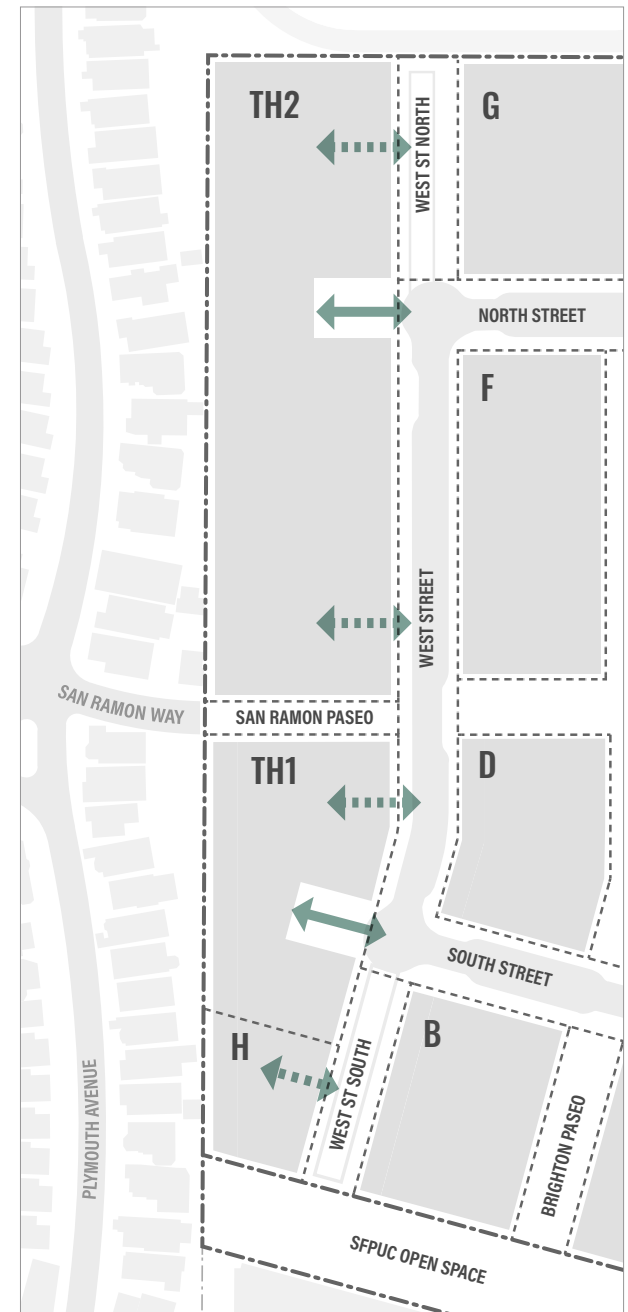 TH2
G
WEST ST NORTH
NORTH STREET
F
WEST STREET
SAN RAMON WAY
SAN RAMON PASEO
TH1
D
SOUTH STREET
H
B
WEST ST SOUTH
PLYMOUTH AVENUE
BRIGHTON PASEO
SFPUC OPEN SPACE